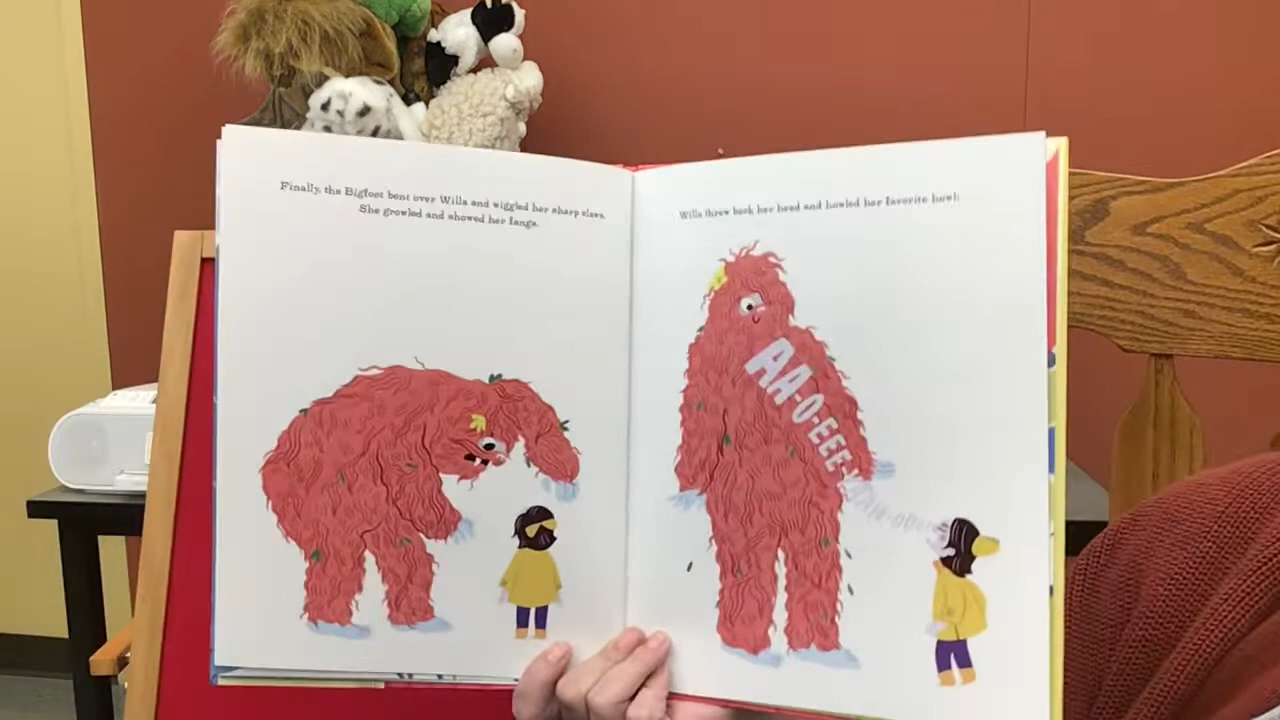 Finally, the Bigfoot bent over Willa and wiggled her sharp claws.
She growled and showed her fangs.
Willa threw back her head and howled her favorite howl:
AA-O-EEE-